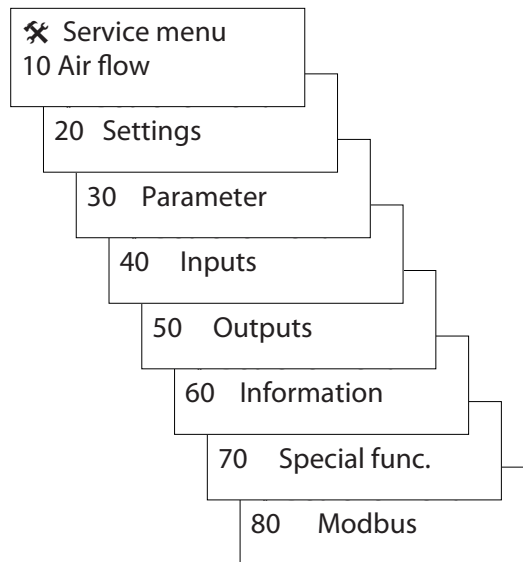 Service menu
10 Air flow
20 Settings
30 Parameter
40 Inputs
50 Outputs
60 Information
70 Special func.
80 Modbus